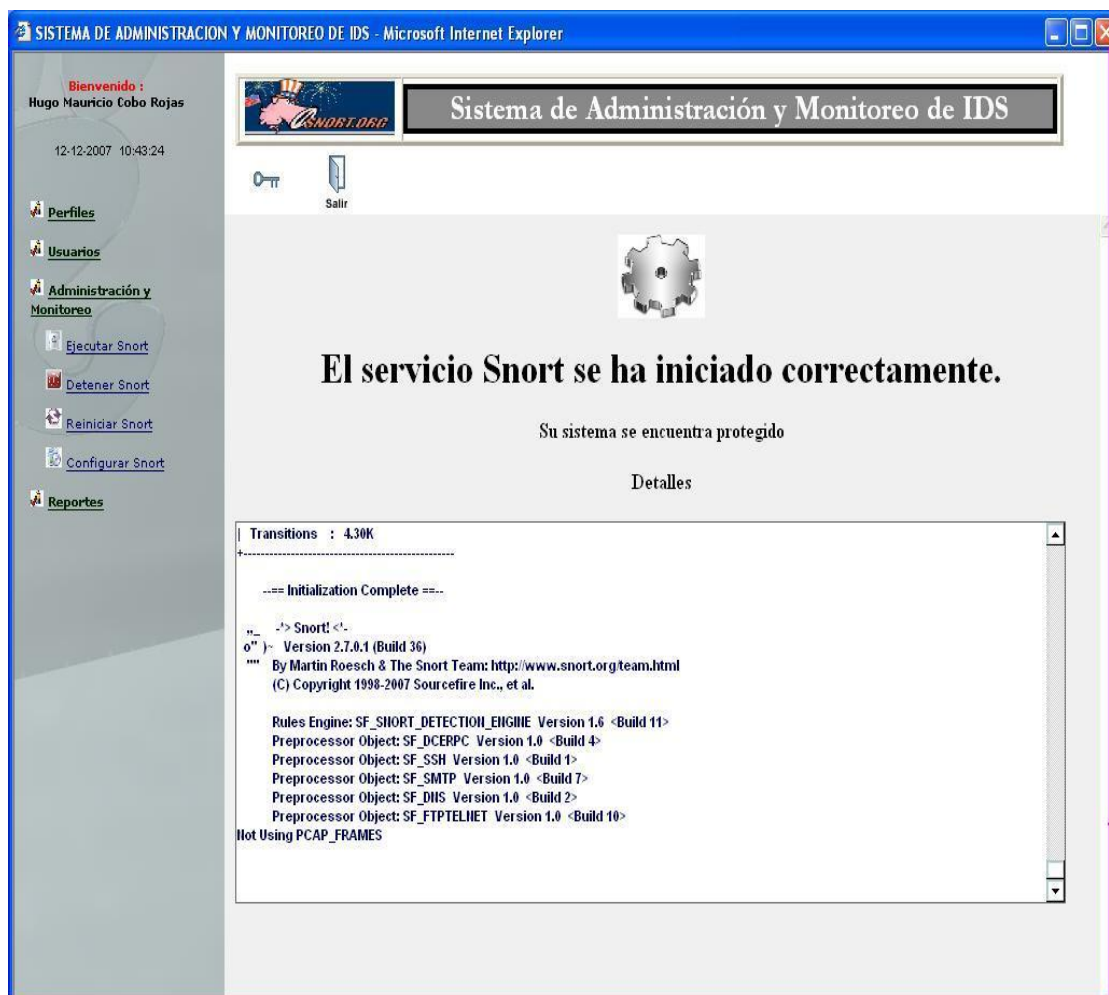 SISTEMA DE ADMINISTRACION Y MONITOREO DE IDS - Microsoft Internet Explorer
Bienvenido :
Hugo Mauricio Cobo Rojas
12-12-2007 10:43:24
Perfiles
Usuarios
Administración y
Monitoreo
Ejecutar Snort
Detener Snort
Reiniciar Snort
Configurar Snort
Reportes
SNORT.ORG
Sistema de Administración y Monitoreo de IDS
Salir
El servicio Snort se ha iniciado correctamente.
Su sistema se encuentra protegido
Detalles
| Transitions : 4.30K
+-------------------------------------------------
--== Initialization Complete ==--
,,_ -*> Snort! <*-
o" )~ Version 2.7.0.1 (Build 36)
'''' By Martin Roesch & The Snort Team: http://www.snort.org/team.html
(C) Copyright 1998-2007 Sourcefire Inc., et al.
Rules Engine: SF_SNORT_DETECTION_ENGINE Version 1.6 <Build 11>
Preprocessor Object: SF_DCERPC Version 1.0 <Build 4>
Preprocessor Object: SF_SSH Version 1.0 <Build 1>
Preprocessor Object: SF_SMTP Version 1.0 <Build 7>
Preprocessor Object: SF_DNS Version 1.0 <Build 2>
Preprocessor Object: SF_FTPTELNET Version 1.0 <Build 10>
Not Using PCAP_FRAMES